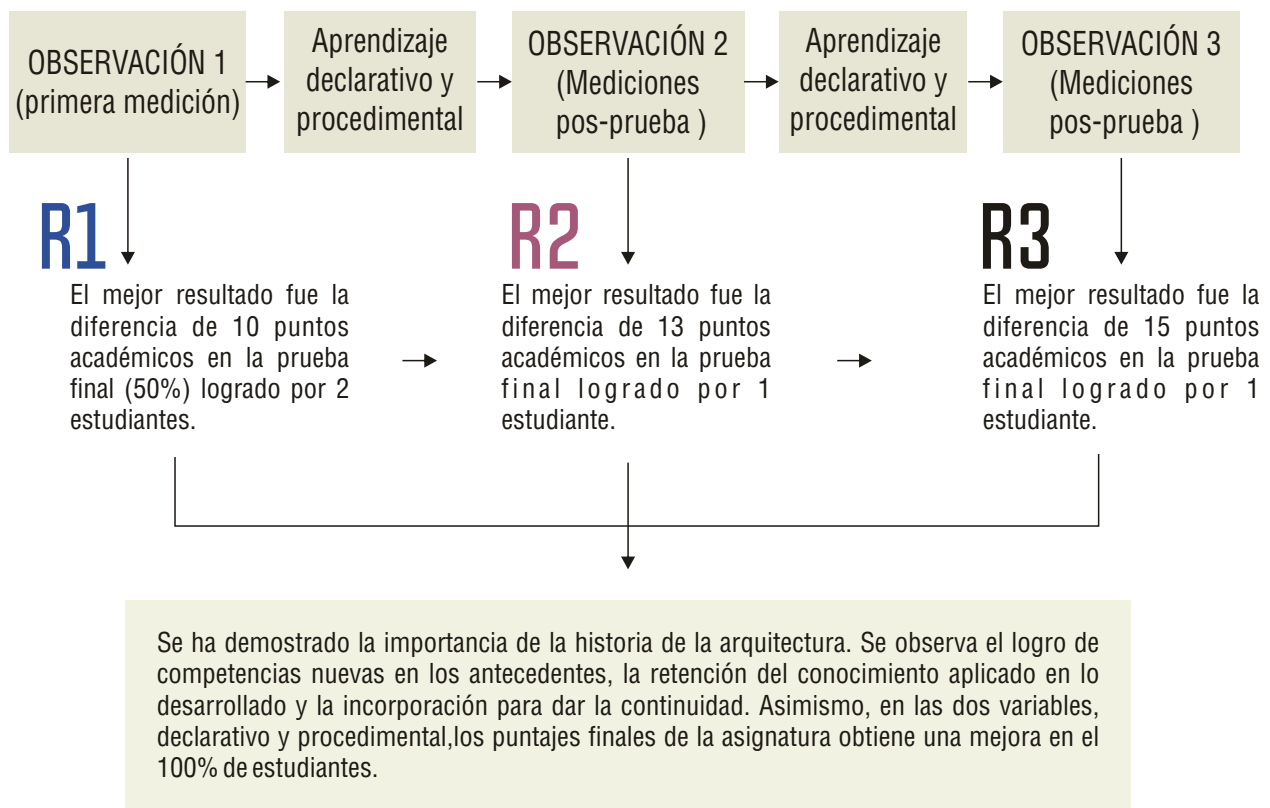 OBSERVACIÓN 1
(primera medición)
Aprendizaje
declarativo y
procedimental
OBSERVACIÓN 2
(Mediciones
pos-prueba )
Aprendizaje
declarativo y
procedimental
OBSERVACIÓN 3
(Mediciones
pos-prueba )
R1
El mejor resultado fue la
diferencia de 10 puntos
académicos en la prueba
final (50%) logrado por 2
estudiantes.
R2
El mejor resultado fue la
diferencia de 13 puntos
académicos en la prueba
final logrado por 1
estudiante.
R3
El mejor resultado fue la
diferencia de 15 puntos
académicos en la prueba
final logrado por 1
estudiante.
Se ha demostrado la importancia de la historia de la arquitectura. Se observa el logro de
competencias nuevas en los antecedentes, la retención del conocimiento aplicado en lo
desarrollado y la incorporación para dar la continuidad. Asimismo, en las dos variables,
declarativo y procedimental,los puntajes finales de la asignatura obtiene una mejora en el
100% de estudiantes.